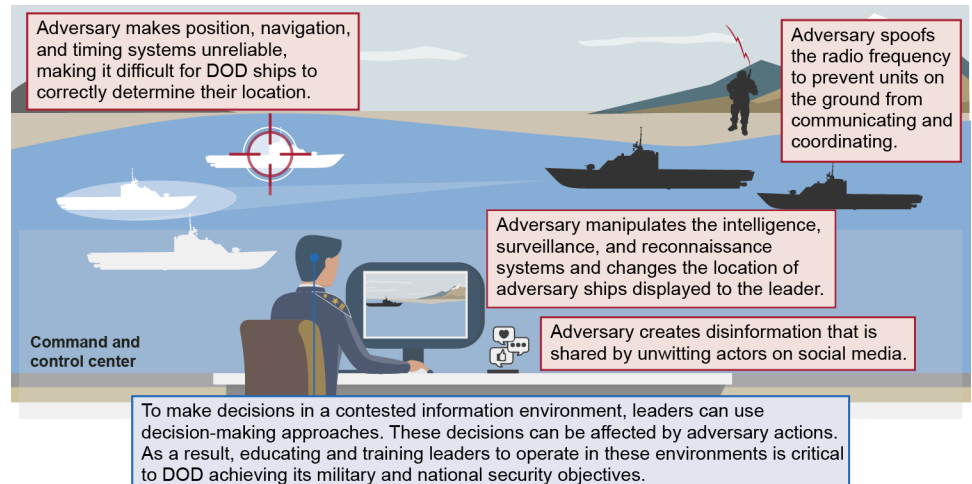 Adversary makes position, navigation,
and timing systems unreliable,
making it difficult for DOD ships to
correctly determine their location.
Adversary spoofs
the radio frequency
to prevent units on
the ground from
communicating and
coordinating.
Adversary manipulates the intelligence,
surveillance, and reconnaissance
systems and changes the location of
adversary ships displayed to the leader.
Adversary creates disinformation that is
shared by unwitting actors on social media.
Command and
control center
To make decisions in a contested information environment, leaders can use
decision-making approaches. These decisions can be affected by adversary actions.
As a result, educating and training leaders to operate in these environments is critical
to DOD achieving its military and national security objectives.